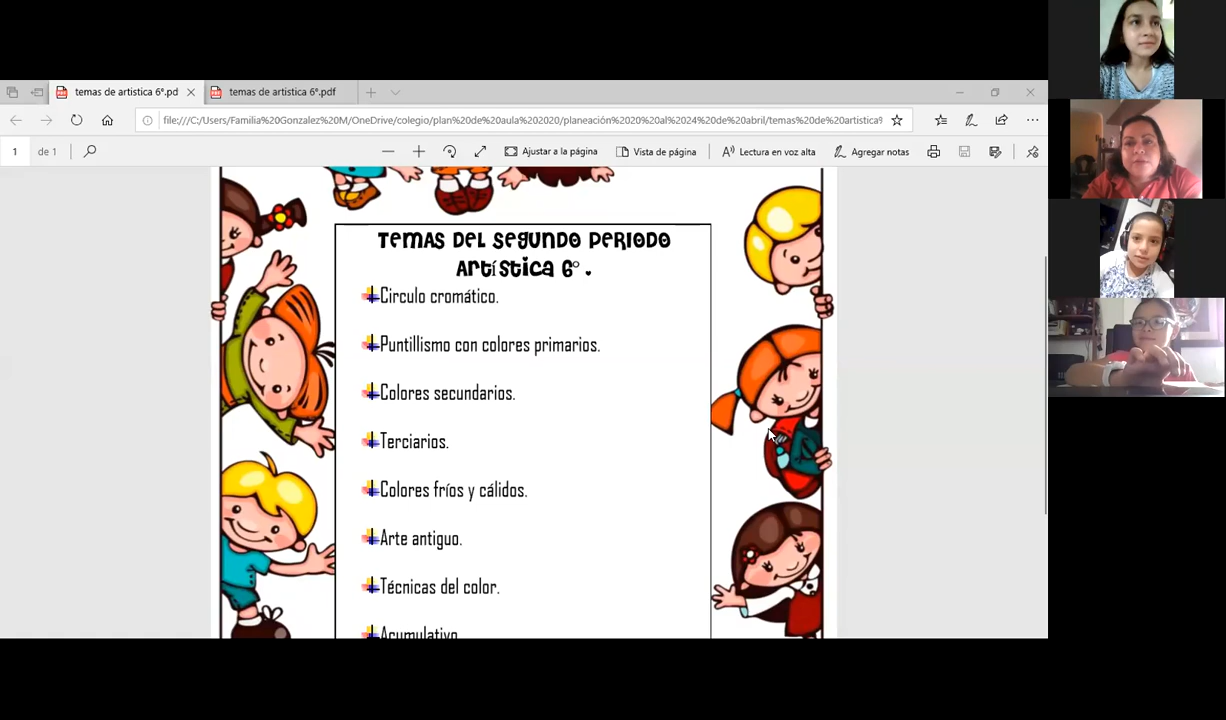 temas de artistica 6º.pd
temas de artistica 6º.pdf
file:///C:/Users/Familia%20Gonzalez%20M/OneDrive/colegio/plan%20de%20aula%202020/planeación%2020%20al%2024%20de%20abril/temas%20de%20artistica%
1 de 1
Ajustar a la página
Vista de página
Lectura en voz alta
Agregar notas
Temas del segundo periodo
Artística 6° .
Circulo cromático.
Puntillismo con colores primarios.
Colores secundarios.
Terciarios.
Colores fríos y cálidos.
Arte antiguo.
Técnicas del color.
Acumulativo